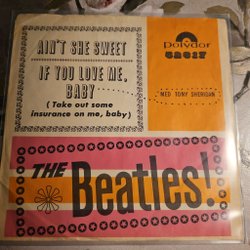 AIN'T SHE SWEET
IF YOU LOVE ME,
BABY
(Take out some
insurance on me, baby)
Polydor
MED TONY SHERIDAN
THE
Beatles!